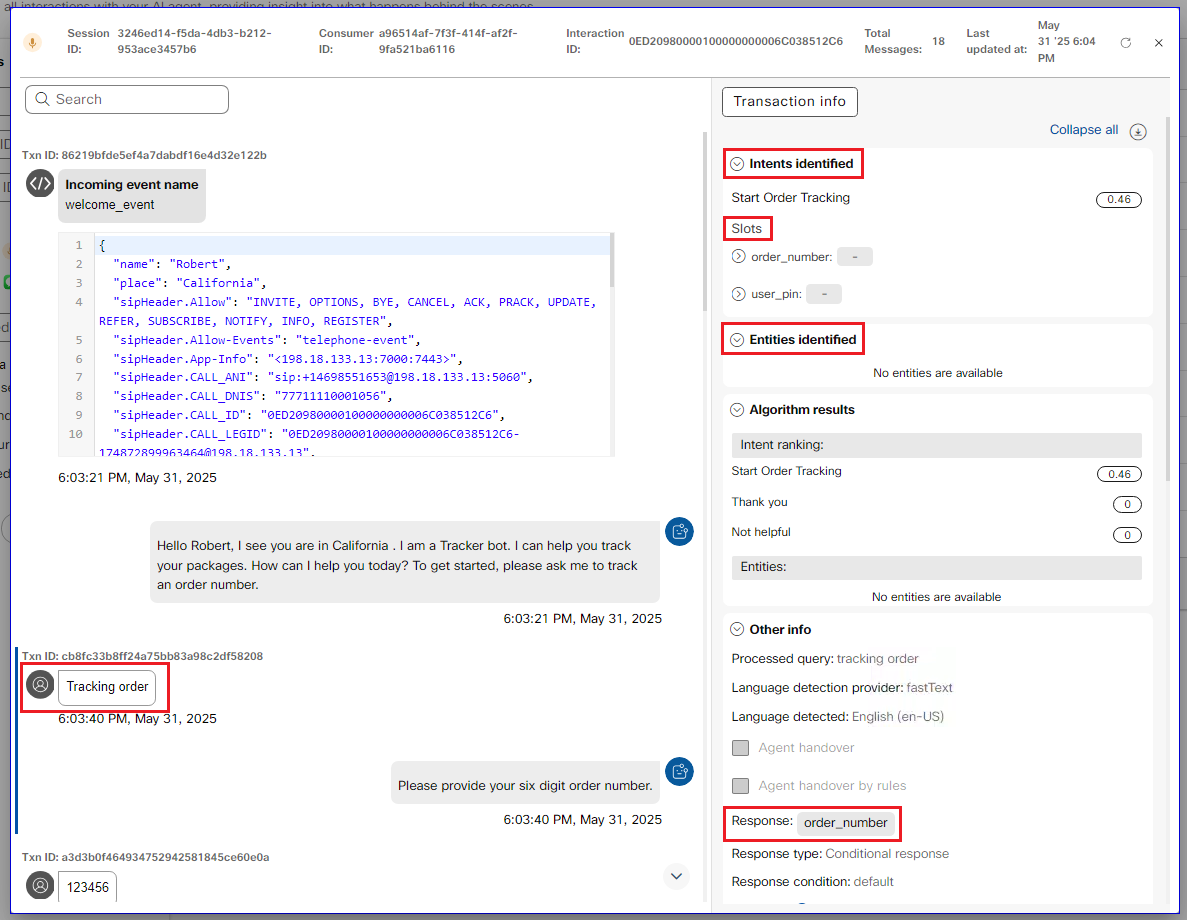 all interactions with your AI agent, providing insight into what happens behind the scenes.
Session ID: 3246ed14-f5da-4db3-b212-953ace3457b6
Consumer ID: a96514af-7f3f-414f-af2f-9fa521ba6116
Interaction ID: 0ED2098000010000000006C038512C6
Total Messages: 18
Last updated at: May 31 '25 6:04 PM
Search
Txn ID: 86219bfde5ef4a7dabdf16e4d32e122b
Incoming event name
welcome_event
1 {
2 "name": "Robert",
3 "place": "California",
4 "sipHeader.Allow": "INVITE, OPTIONS, BYE, CANCEL, ACK, PRACK, UPDATE,
REFER, SUBSCRIBE, NOTIFY, INFO, REGISTER",
5 "sipHeader.Allow-Events": "telephone-event",
6 "sipHeader.App-Info": "<198.18.133.13:7000:7443>",
7 "sipHeader.CALL_ANI": "sip:+14698551653@198.18.133.13:5060",
8 "sipHeader.CALL_DNIS": "77711110001056",
9 "sipHeader.CALL_ID": "0ED2098000010000000006C038512C6",
10 "sipHeader.CALL_LEGID": "0ED2098000010000000006C038512C6-
174872899963464@198.18.133.13",
6:03:21 PM, May 31, 2025
Hello Robert, I see you are in California . I am a Tracker bot. I can help you track
your packages. How can I help you today? To get started, please ask me to track
an order number.
6:03:21 PM, May 31, 2025
Txn ID: cb8fc33b8ff24a75bb83a98c2df58208
Tracking order
6:03:40 PM, May 31, 2025
Please provide your six digit order number.
6:03:40 PM, May 31, 2025
Txn ID: a3d3b0f464934752942581845ce60e0a
123456
Transaction info
Collapse all
Intents identified
Start Order Tracking 0.46
Slots
order_number: -
user_pin: -
Entities identified
No entities are available
Algorithm results
Intent ranking:
Start Order Tracking 0.46
Thank you 0
Not helpful 0
Entities:
No entities are available
Other info
Processed query: tracking order
Language detection provider: fastText
Language detected: English (en-US)
Agent handover
Agent handover by rules
Response: order_number
Response type: Conditional response
Response condition: default